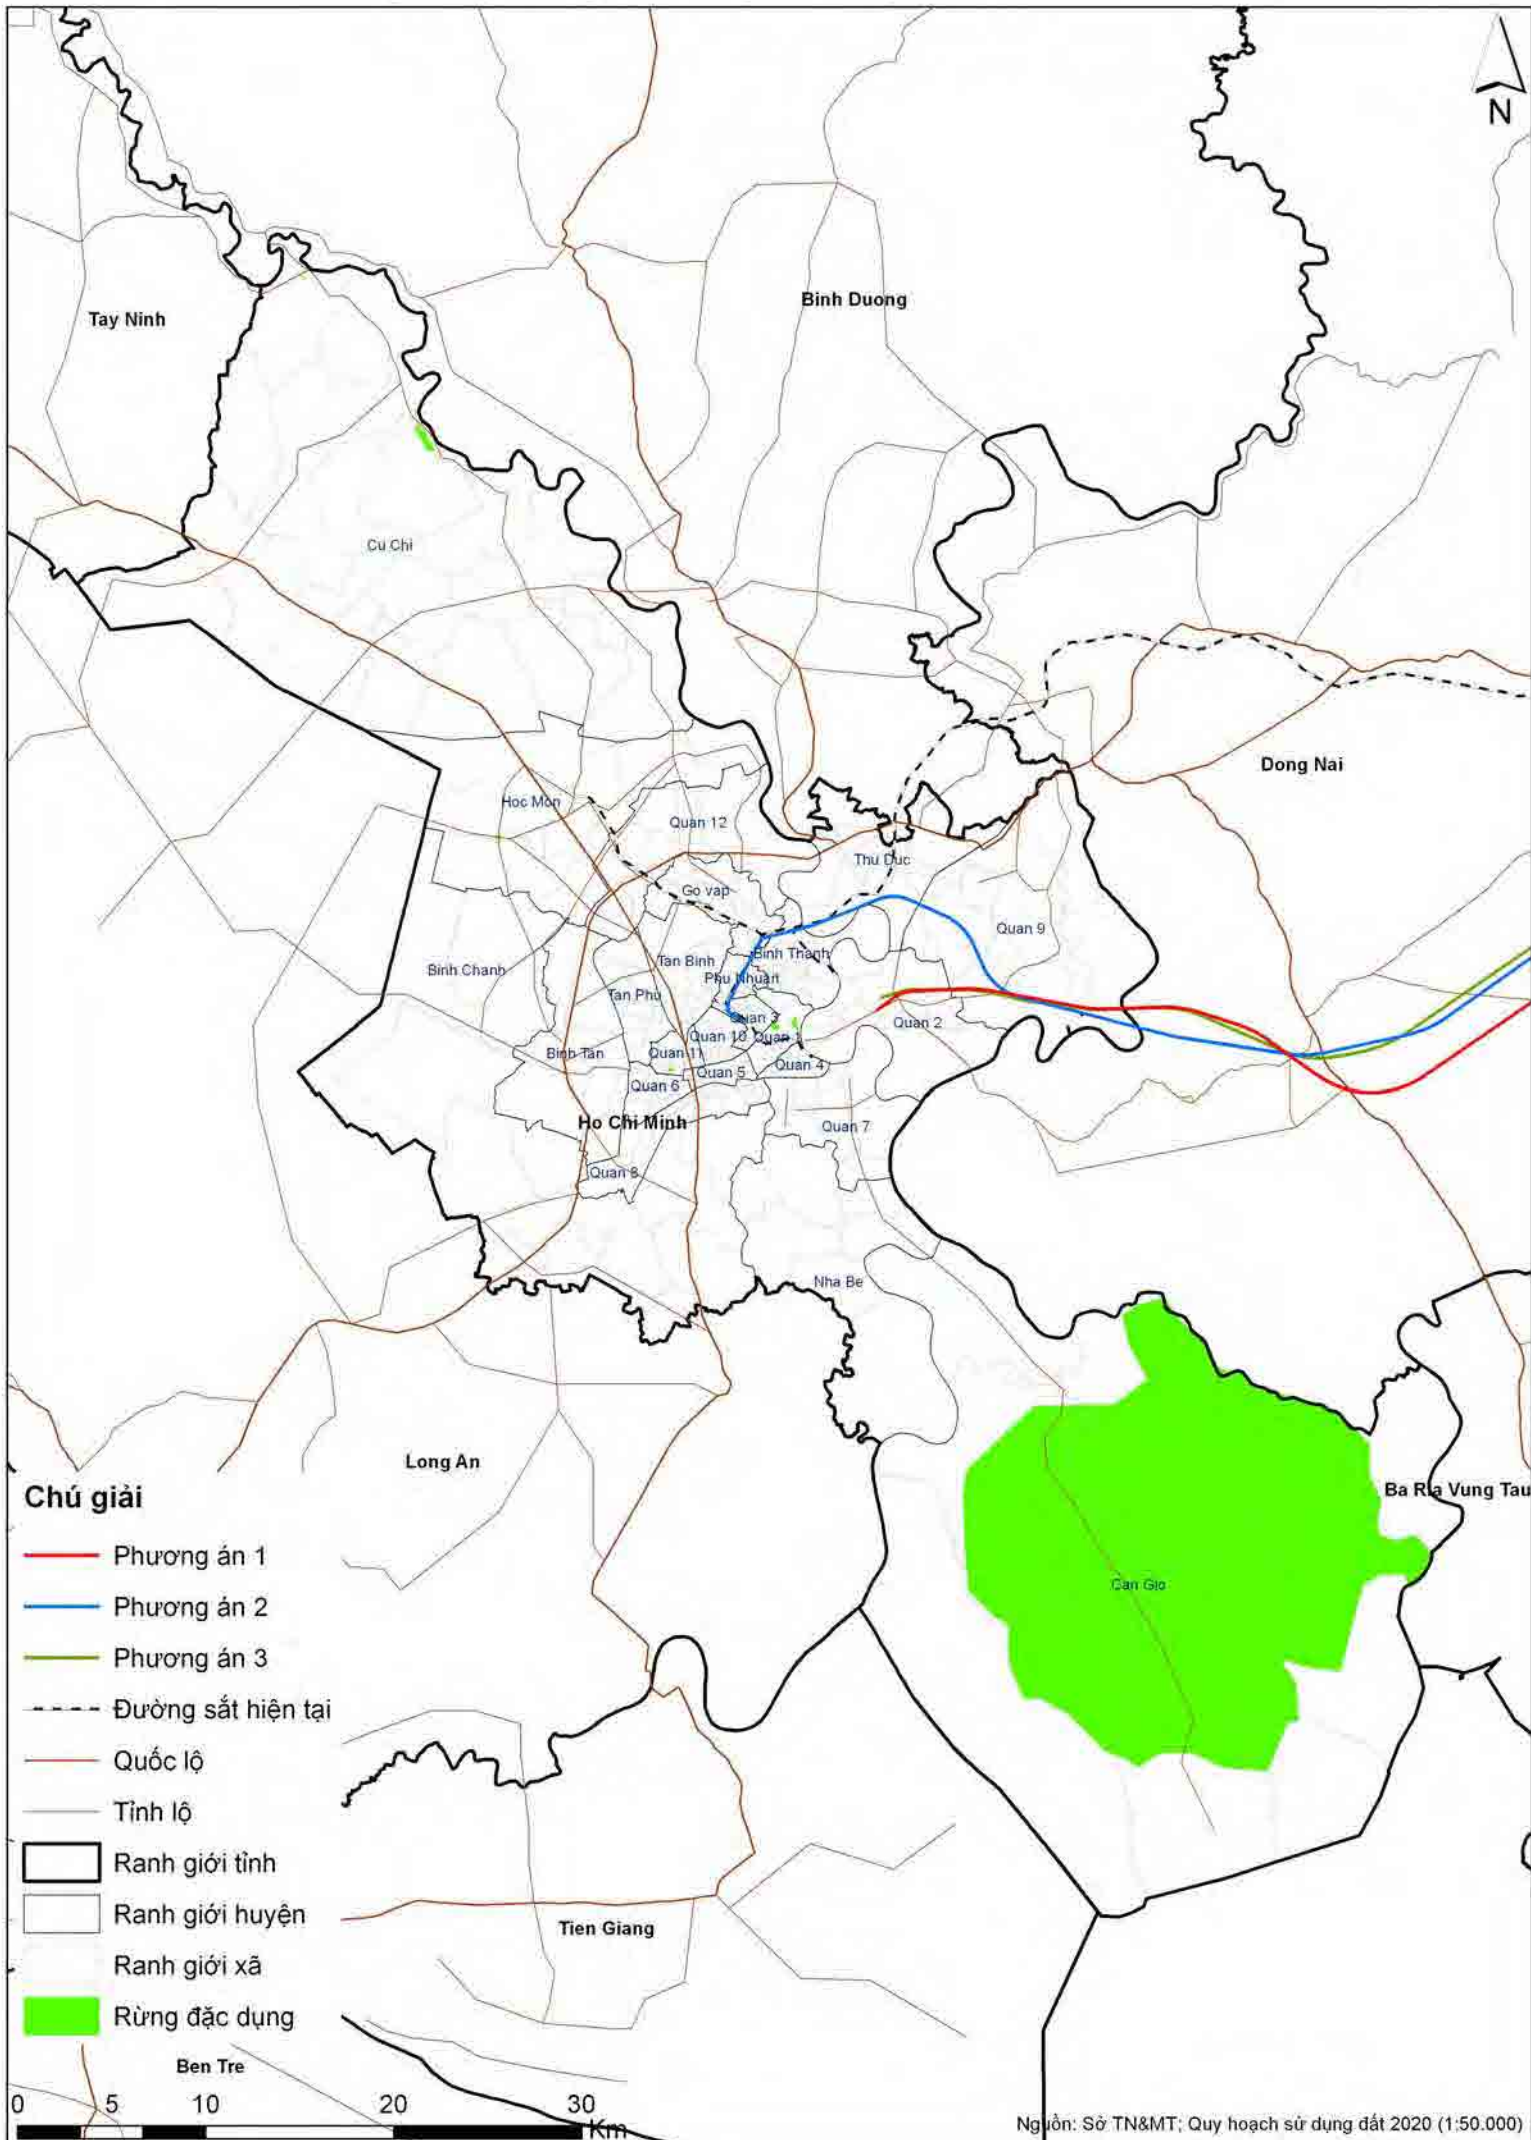 N
Binh Duong
Tay Ninh
Cu Chi
Dong Nai
Hoc Mon
Quan 12
Thu Duc
Go vap
Quan 9
Binh Thanh
Tan Binh
Binh Chanh
Phu Nhuan
Tan Phu
Quan 3
Quan 2
Quan 10
Quan 1
Binh Tan
Quan 11
Quan 4
Quan 5
Quan 6
Ho Chi Minh
Quan 7
Quan 8
Nha Be
Long An
Ba Ria Vung Tau
Can Gio
Chú giải
Phương án 1
Phương án 2
Phương án 3
Đường sắt hiện tại
Quốc lộ
Tỉnh lộ
Ranh giới tỉnh
Ranh giới huyện
Ranh giới xã
Rừng đặc dụng
Tien Giang
Ben Tre
0 5 10 20 30
Km
Nguồn: Sở TN&MT; Quy hoạch sử dụng đất 2020 (1:50.000)